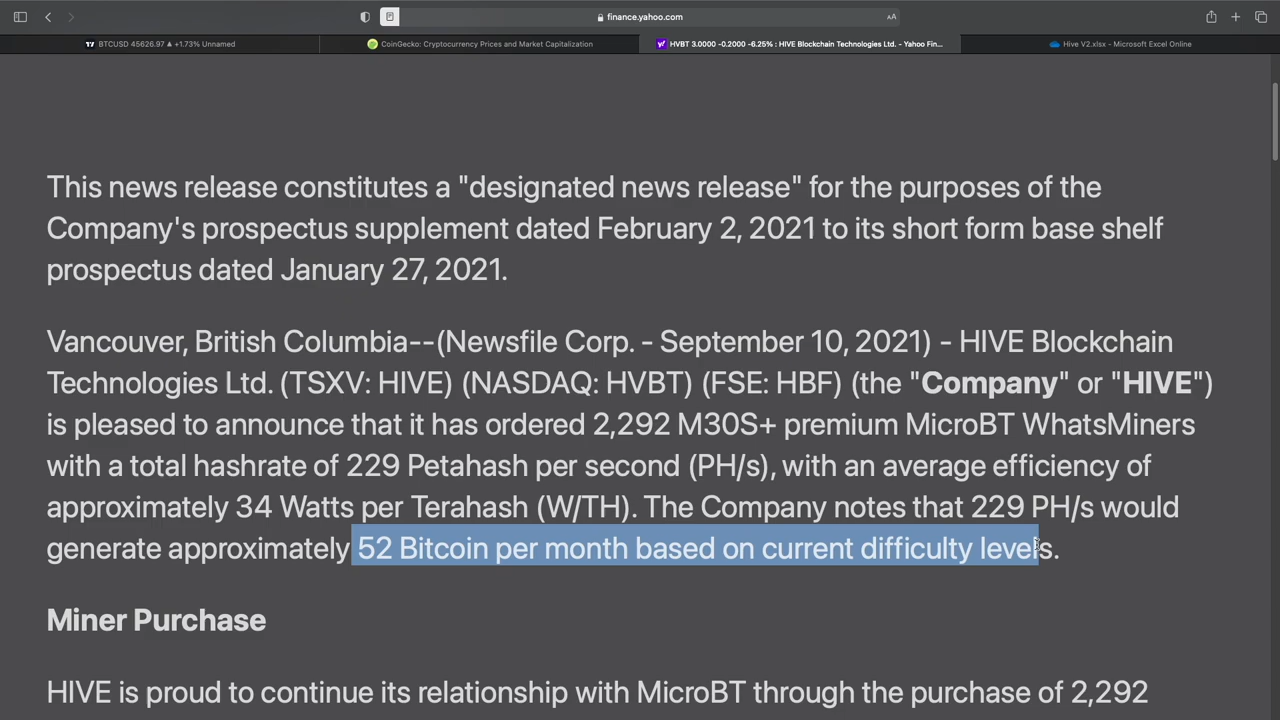 finance.yahoo.com
BTCUSD 45626.97 ▲ +1.73% Unnamed
CoinGecko: Cryptocurrency Prices and Market Capitalization
HVBT 3.0000 -0.2000 -6.25% : HIVE Blockchain Technologies Ltd. - Yahoo Fin...
Hive V2.xlsx - Microsoft Excel Online
This news release constitutes a "designated news release" for the purposes of the
Company's prospectus supplement dated February 2, 2021 to its short form base shelf
prospectus dated January 27, 2021.
Vancouver, British Columbia--(Newsfile Corp. - September 10, 2021) - HIVE Blockchain
Technologies Ltd. (TSXV: HIVE) (NASDAQ: HVBT) (FSE: HBF) (the "Company" or "HIVE")
is pleased to announce that it has ordered 2,292 M30S+ premium MicroBT WhatsMiners
with a total hashrate of 229 Petahash per second (PH/s), with an average efficiency of
approximately 34 Watts per Terahash (W/TH). The Company notes that 229 PH/s would
generate approximately 52 Bitcoin per month based on current difficulty levels.
Miner Purchase
HIVE is proud to continue its relationship with MicroBT through the purchase of 2,292